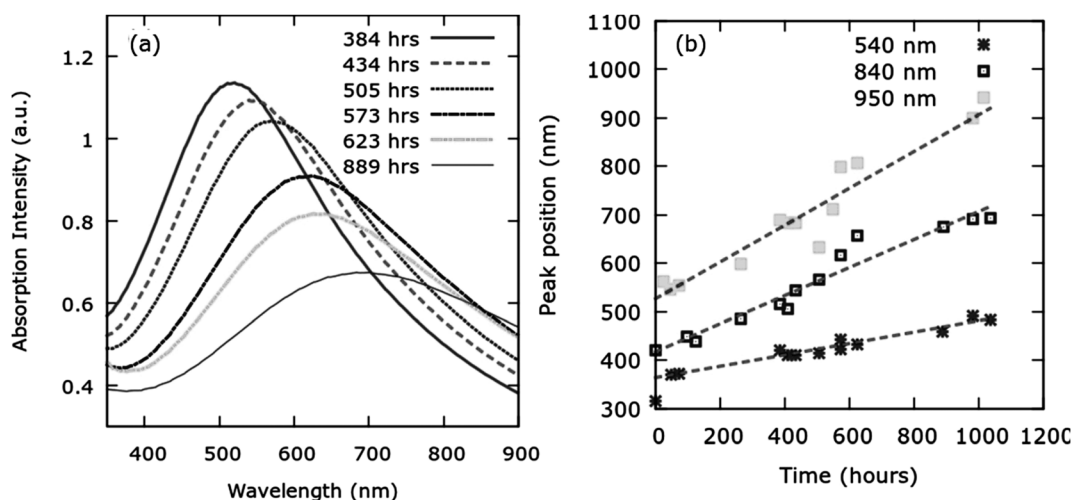 (a)
384 hrs
434 hrs
505 hrs
573 hrs
623 hrs
889 hrs
1.2
1
0.8
0.6
0.4
Absorption Intensity (a.u.)
400 500 600 700 800 900
Wavelength (nm)
(b)
540 nm
840 nm
950 nm
1100
1000
900
800
700
600
500
400
300
Peak position (nm)
0 200 400 600 800 1000 1200
Time (hours)